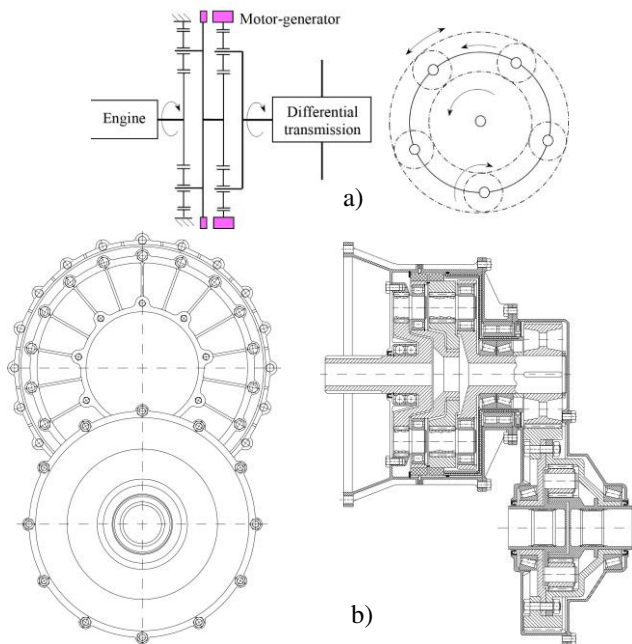 Motor-generator
Engine
Differential
transmission
a)
b)